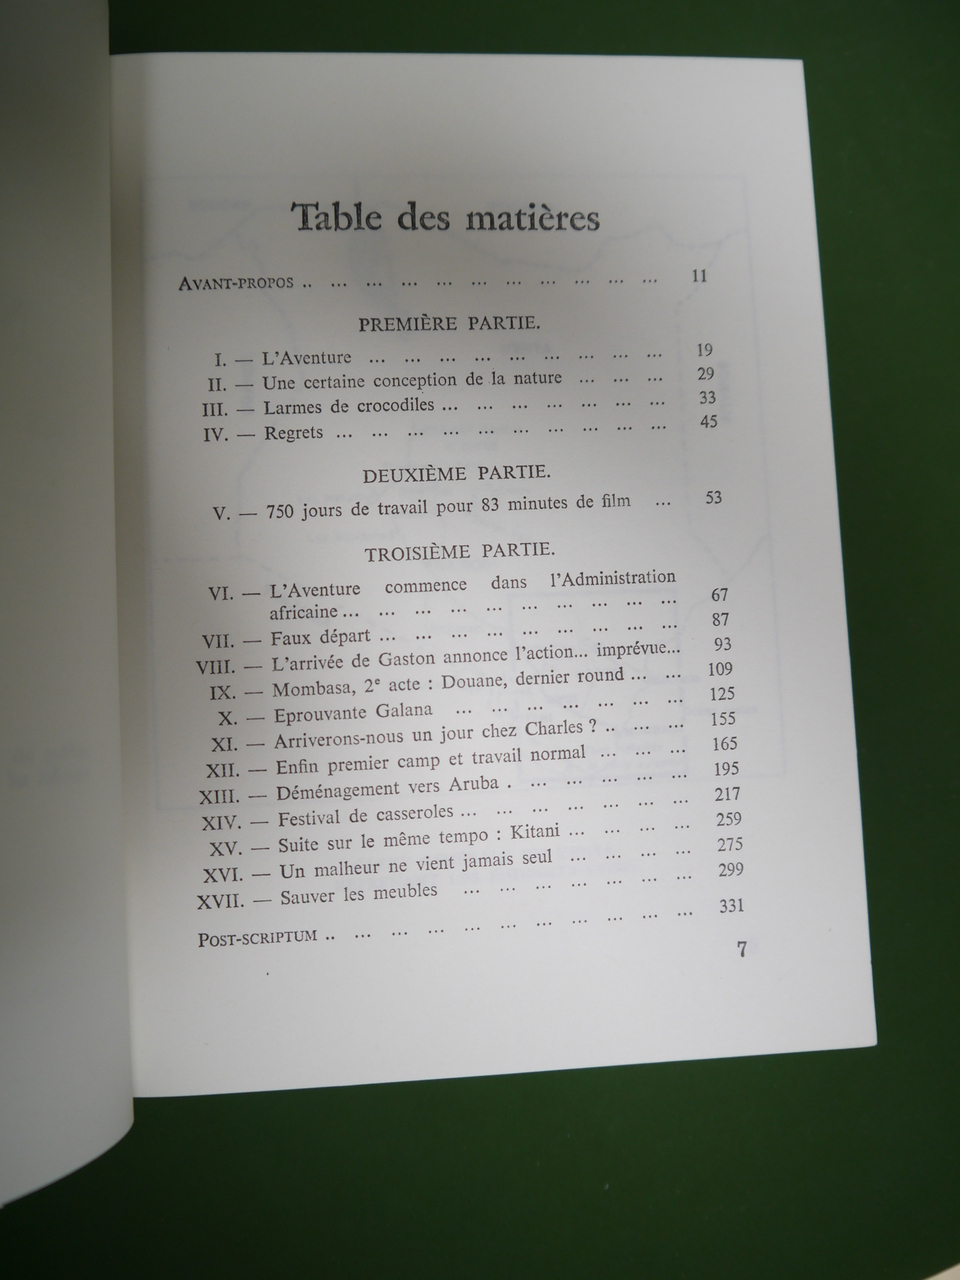 Table des matières
AVANT-PROPOS .. ... ... ... ... ... ... ... ... ... ... 11
PREMIÈRE PARTIE.
I. — L'Aventure ... ... ... ... ... ... ... ... ... 19
II. — Une certaine conception de la nature ... ... ... 29
III. — Larmes de crocodiles ... ... ... ... ... ... ... 33
IV. — Regrets ... ... ... ... ... ... ... ... ... ... 45
DEUXIÈME PARTIE.
V. — 750 jours de travail pour 83 minutes de film ... 53
TROISIÈME PARTIE.
VI. — L'Aventure commence dans l'Administration
africaine ... ... ... ... ... ... ... ... ... ... 67
VII. — Faux départ ... ... ... ... ... ... ... ... ... 87
VIII. — L'arrivée de Gaston annonce l'action... imprévue... 93
IX. — Mombasa, 2e acte : Douane, dernier round ... ... 109
X. — Eprouvante Galana ... ... ... ... ... ... ... 125
XI. — Arriverons-nous un jour chez Charles ? .. ... ... 155
XII. — Enfin premier camp et travail normal ... ... ... 165
XIII. — Déménagement vers Aruba . ... ... ... ... ... 195
XIV. — Festival de casseroles ... ... ... ... ... ... ... 217
XV. — Suite sur le même tempo : Kitani ... ... ... ... 259
XVI. — Un malheur ne vient jamais seul ... ... ... ... 275
XVII. — Sauver les meubles ... ... ... ... ... ... ... 299
POST-SCRIPTUM .. ... ... ... ... ... ... ... ... ... ... 331
7